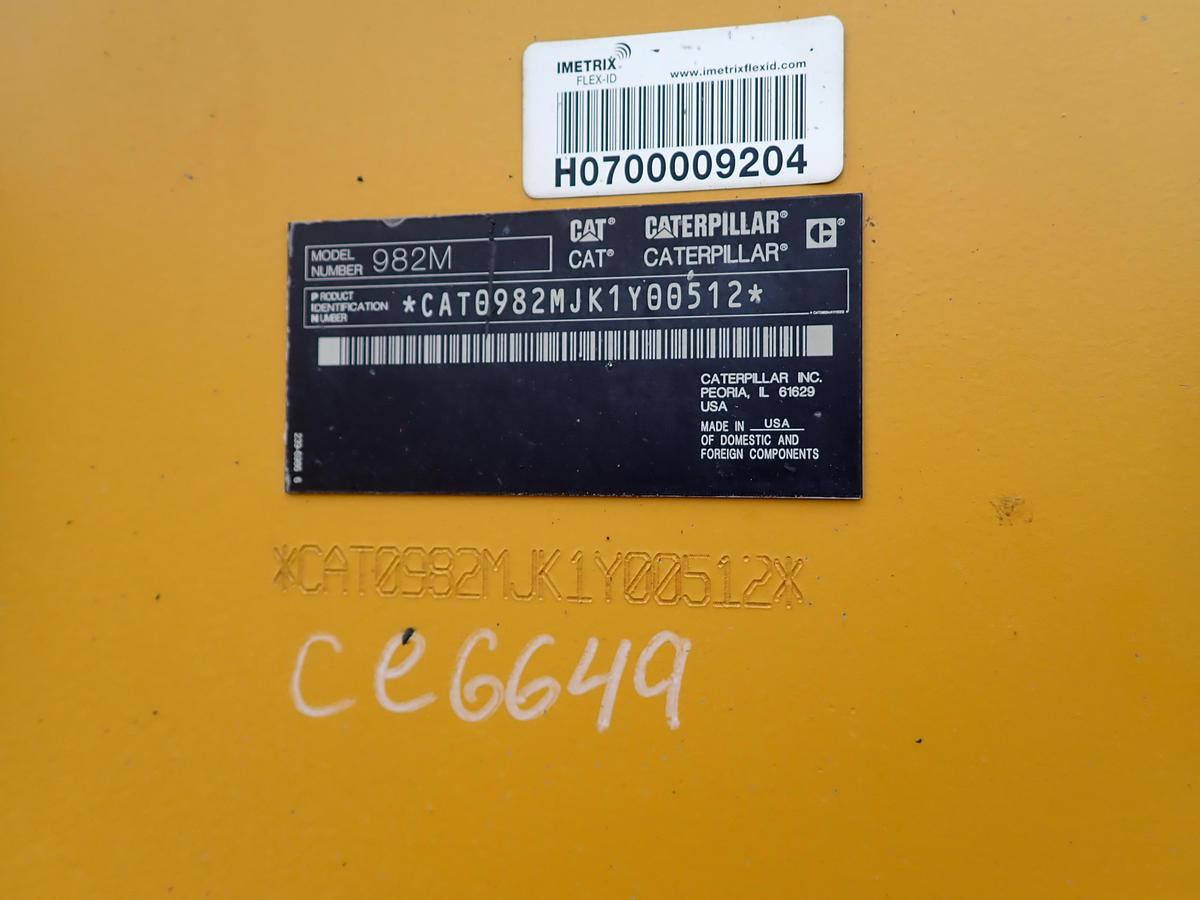 IMETRIX
FLEX-ID
www.imetrixflexid.com
H0700009204
CAT® CATERPILLAR®
CAT® CATERPILLAR®
MODEL NUMBER 982M
PRODUCT IDENTIFICATION NUMBER *CAT0982MJK1Y00512*
CATERPILLAR INC.
PEORIA, IL 61629
USA
MADE IN USA
OF DOMESTIC AND
FOREIGN COMPONENTS
*CAT0982MJK1Y00512*
Ce6649